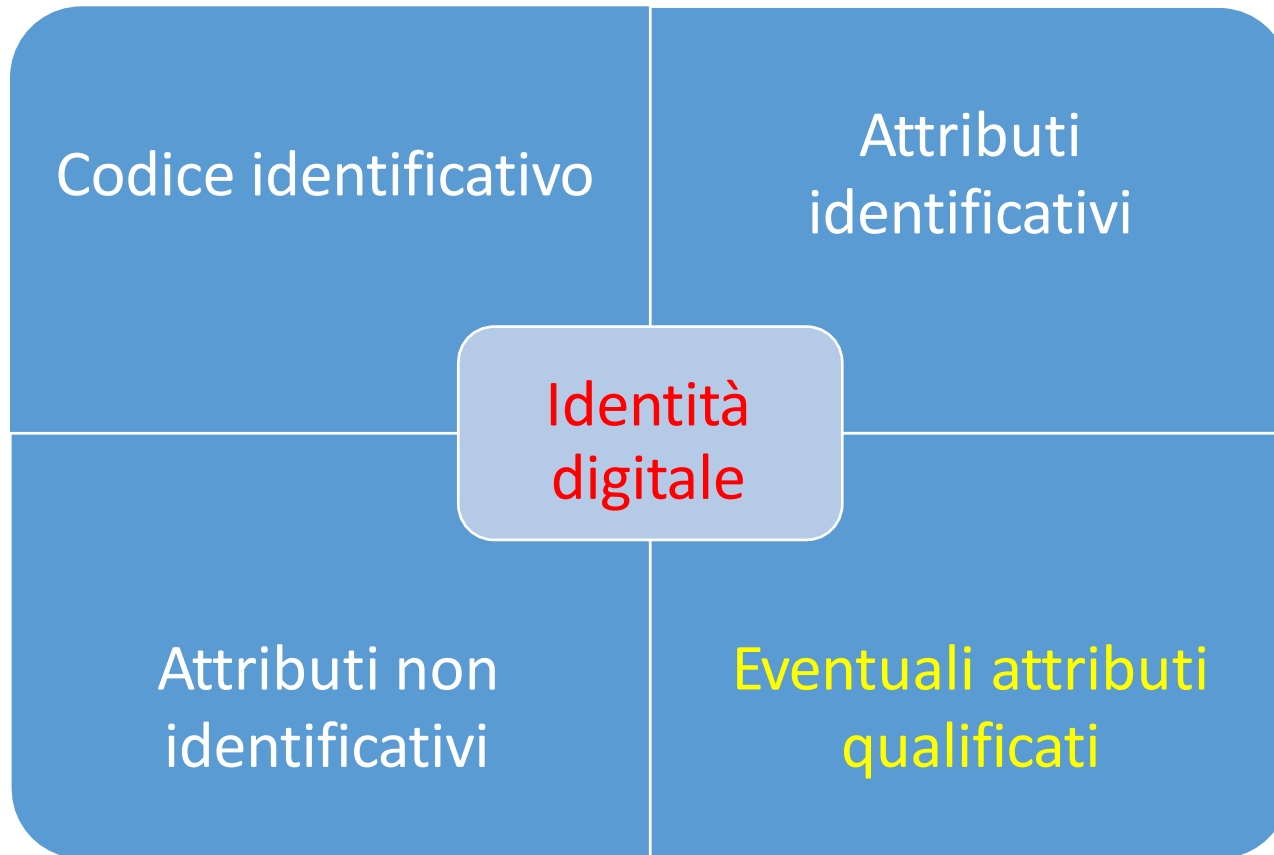 Codice identificativo
Attributi
identificativi
Identità
digitale
Attributi non
identificativi
Eventuali attributi
qualificati